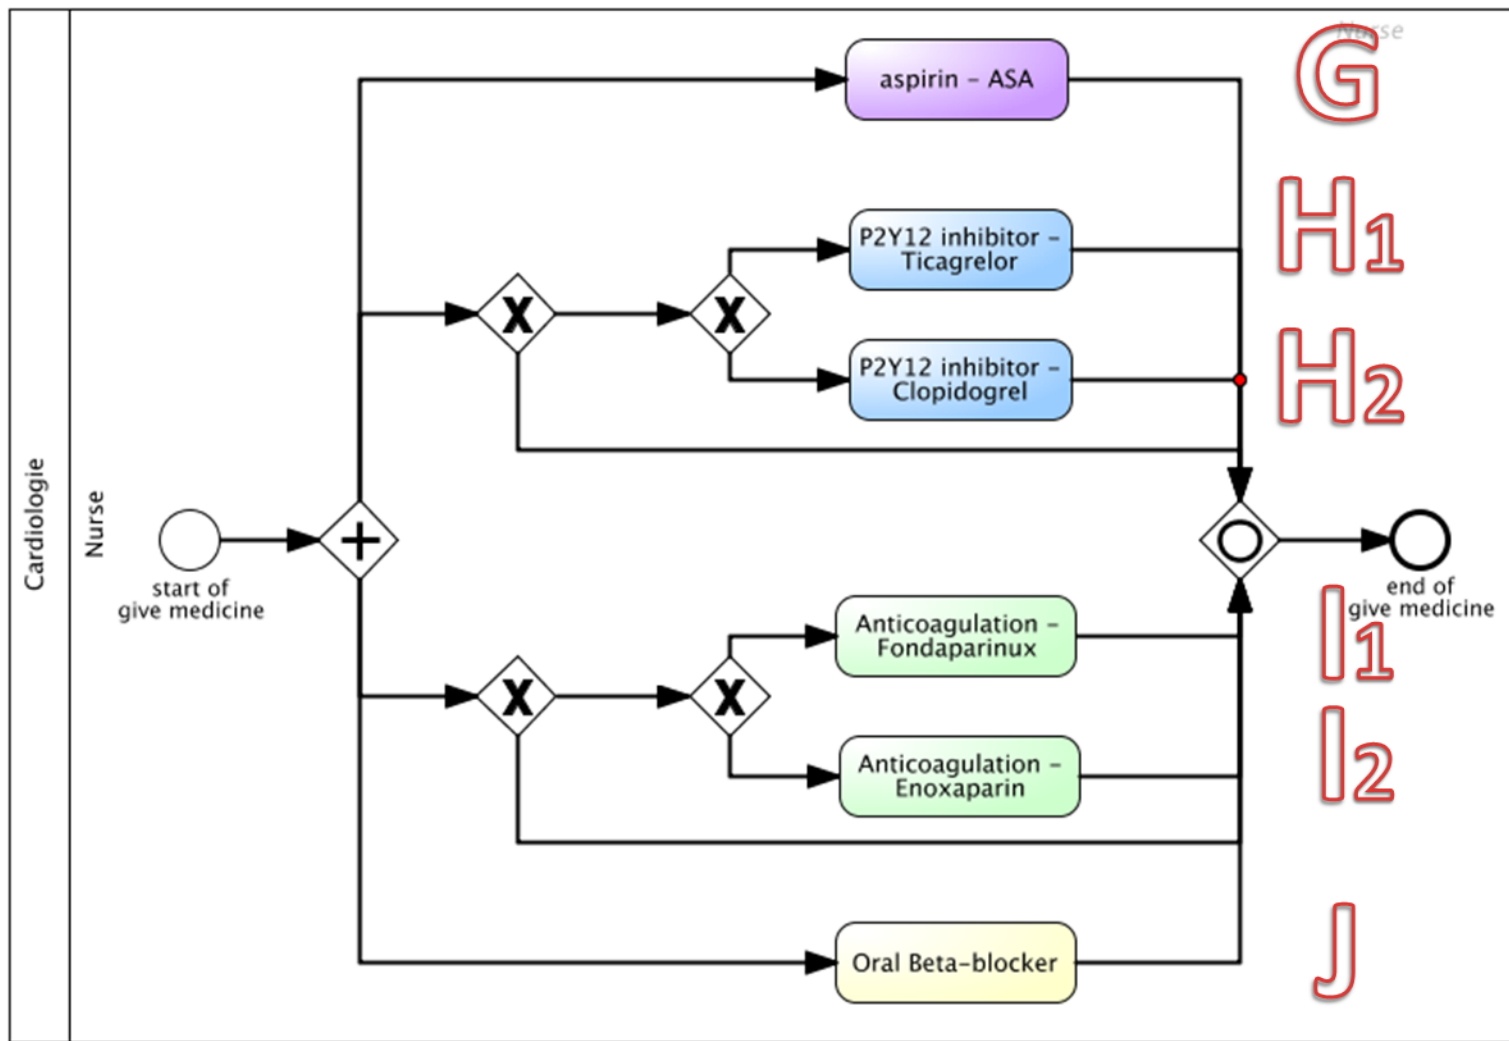 Nurse
G
aspirin – ASA
H1
P2Y12 inhibitor –
Ticagrelor
H2
P2Y12 inhibitor –
Clopidogrel
X
X
Cardiologie
Nurse
start of
give medicine
end of
give medicine
I1
Anticoagulation –
Fondaparinux
X
X
I2
Anticoagulation –
Enoxaparin
J
Oral Beta-blocker